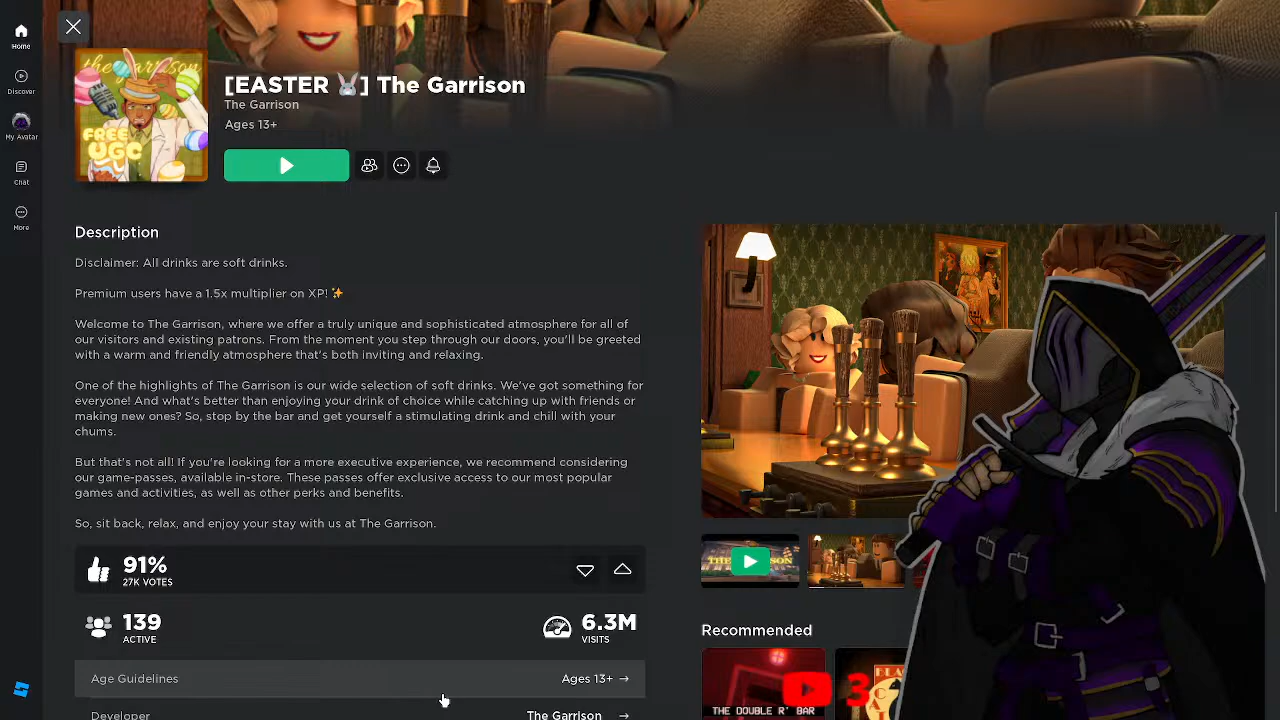 Home
Discover
My Avatar
Chat
More
the garrison
FREE
UGC
[EASTER 🐰] The Garrison
The Garrison
Ages 13+
Description
Disclaimer: All drinks are soft drinks.
Premium users have a 1.5x multiplier on XP! ✨
Welcome to The Garrison, where we offer a truly unique and sophisticated atmosphere for all of
our visitors and existing patrons. From the moment you step through our doors, you'll be greeted
with a warm and friendly atmosphere that's both inviting and relaxing.
One of the highlights of The Garrison is our wide selection of soft drinks. We've got something for
everyone! And what's better than enjoying your drink of choice while catching up with friends or
making new ones? So, stop by the bar and get yourself a stimulating drink and chill with your
chums.
But that's not all! If you're looking for a more executive experience, we recommend considering
our game-passes, available in-store. These passes offer exclusive access to our most popular
games and activities, as well as other perks and benefits.
So, sit back, relax, and enjoy your stay with us at The Garrison.
91%
27K VOTES
139
ACTIVE
6.3M
VISITS
Age Guidelines
Ages 13+ →
Developer
The Garrison →
Recommended
THE DOUBLE R' BAR
3